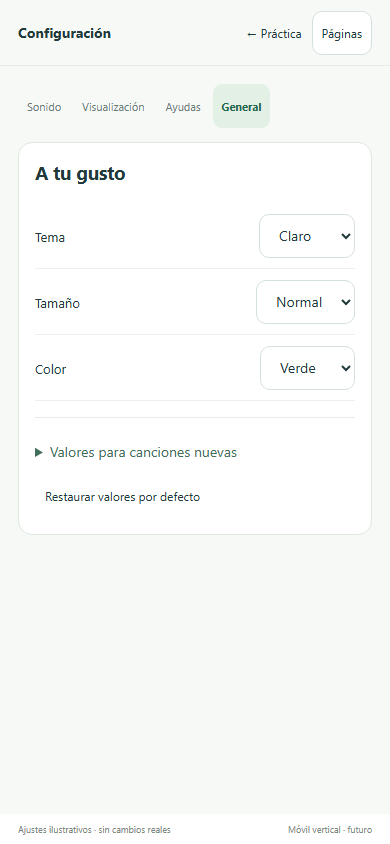 Configuración
← Práctica
Páginas
Sonido
Visualización
Ayudas
General
A tu gusto
Tema
Claro
Tamaño
Normal
Color
Verde
▶ Valores para canciones nuevas
Restaurar valores por defecto
Ajustes ilustrativos · sin cambios reales
Móvil vertical · futuro